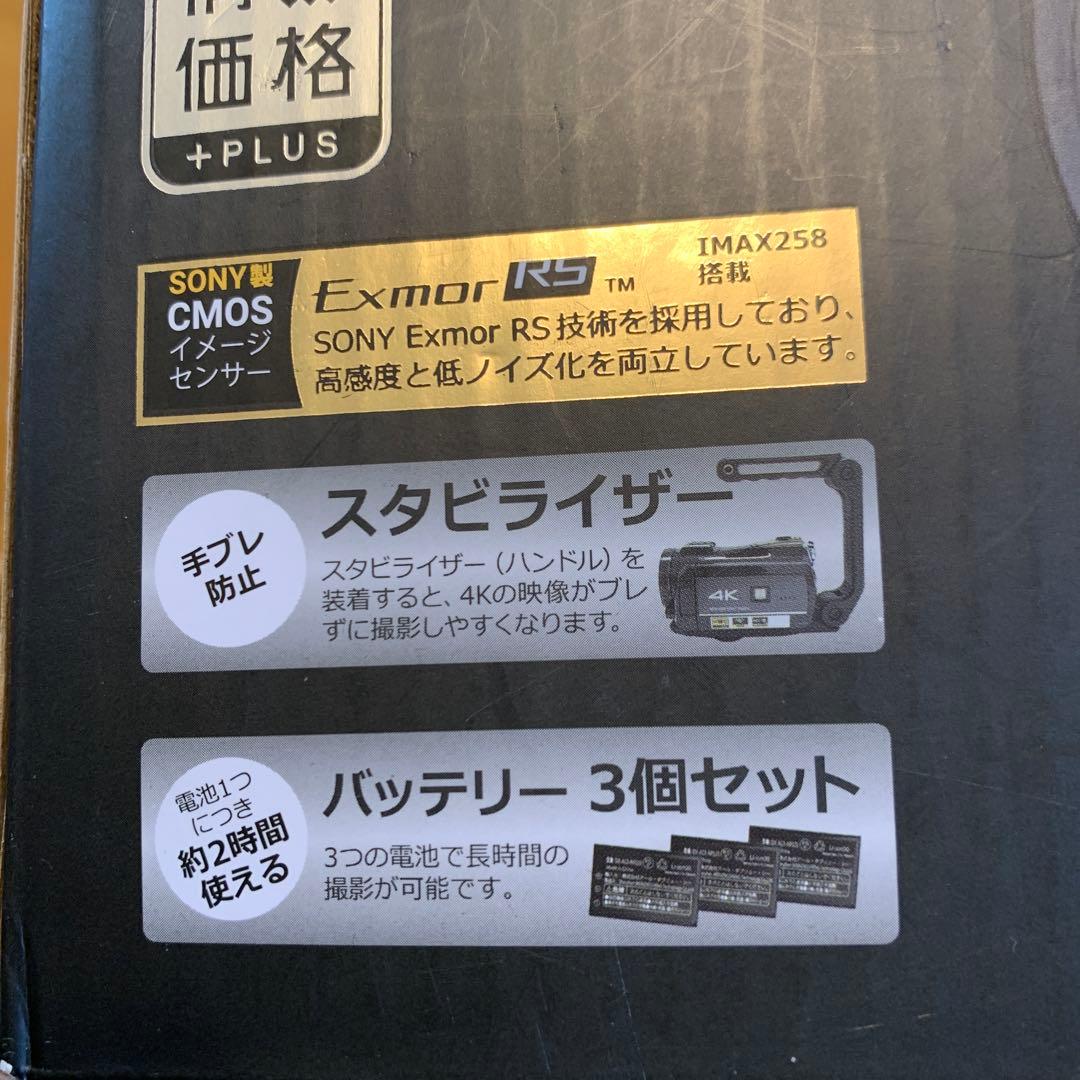 価格
+PLUS
SONY製
CMOS
イメージ
センサー
Exmor RS TM
IMAX258
搭載
SONY Exmor RS技術を採用しており、
高感度と低ノイズ化を両立しています。
手ブレ
防止
スタビライザー
スタビライザー（ハンドル）を
装着すると、4Kの映像がブレ
ずに撮影しやすくなります。
4K
電池1つ
につき
約2時間
使える
バッテリー 3個セット
3つの電池で長時間の
撮影が可能です。